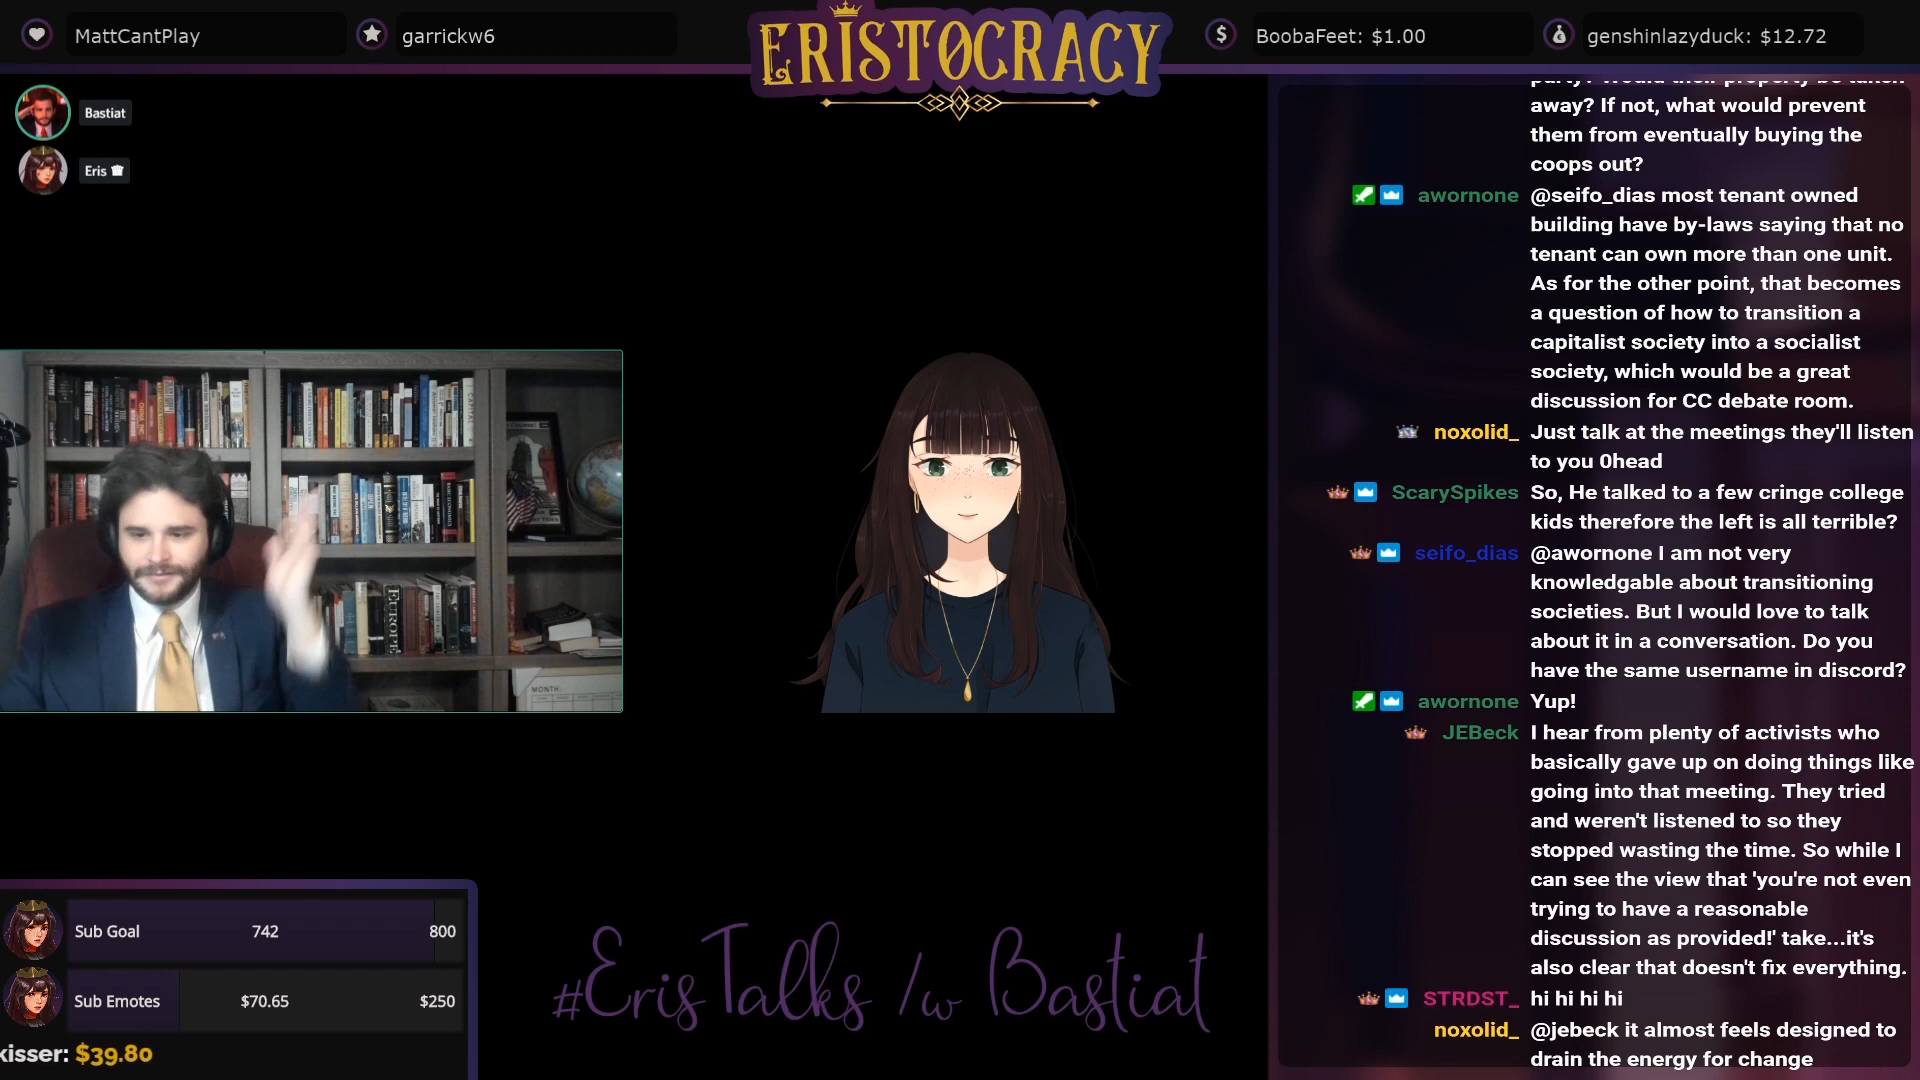 MattCantPlay
garrickw6
ERISTOCRACY
BoobaFeet: $1.00
genshinlazyduck: $12.72
Bastiat
Eris
away? If not, what would prevent
them from eventually buying the
coops out?
awornone @seifo_dias most tenant owned
building have by-laws saying that no
tenant can own more than one unit.
As for the other point, that becomes
a question of how to transition a
capitalist society into a socialist
society, which would be a great
discussion for CC debate room.
noxolid_ Just talk at the meetings they'll listen
to you 0head
ScarySpikes So, He talked to a few cringe college
kids therefore the left is all terrible?
seifo_dias @awornone I am not very
knowledgable about transitioning
societies. But I would love to talk
about it in a conversation. Do you
have the same username in discord?
awornone Yup!
JEBeck I hear from plenty of activists who
basically gave up on doing things like
going into that meeting. They tried
and weren't listened to so they
stopped wasting the time. So while I
can see the view that 'you're not even
trying to have a reasonable
discussion as provided!' take...it's
also clear that doesn't fix everything.
STRDST_ hi hi hi hi
noxolid_ @jebeck it almost feels designed to
drain the energy for change
EUROPE
MONTH:
Sub Goal 742 800
Sub Emotes $70.65 $250
kisser: $39.80
#ErisTalks /w Bastiat